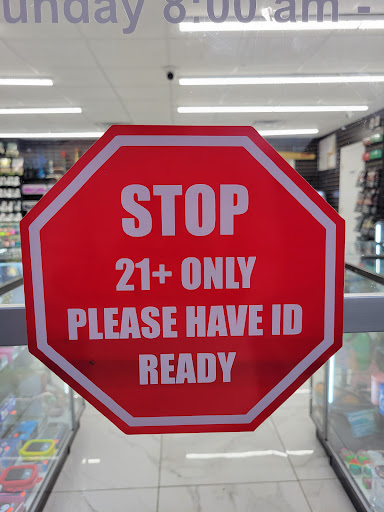 unday 8:00 am -
STOP
21+ ONLY
PLEASE HAVE ID
READY